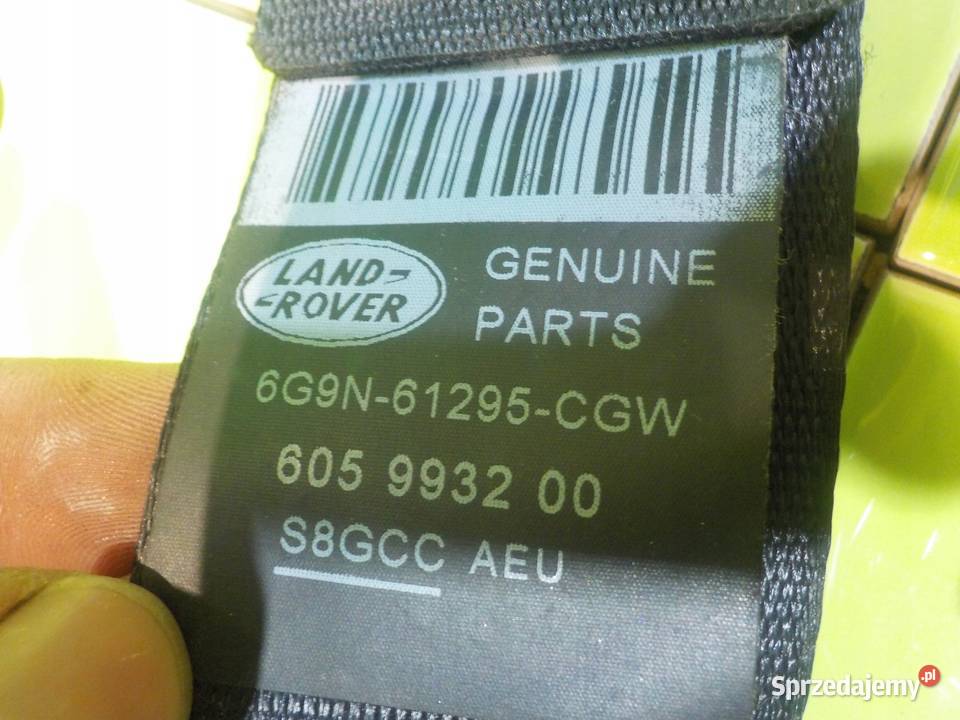 LAND-
-ROVER
GENUINE
PARTS
6G9N-61295-CGW
605 9932 00
S8GCC AEU
Sprzedajemy.pl